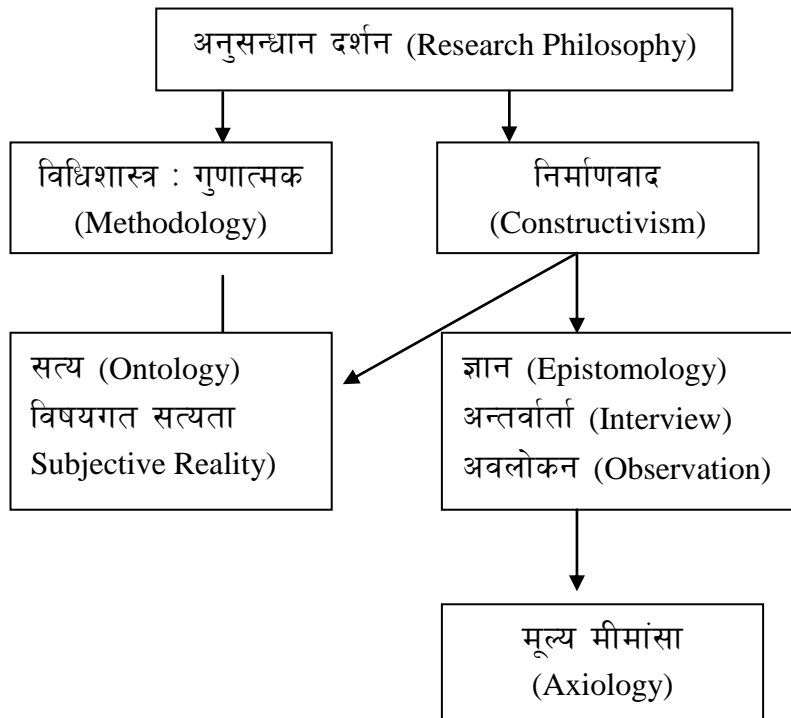 अनुसन्धान दर्शन (Research Philosophy)
विधिशास्त्र : गुणात्मक
(Methodology)
निर्माणवाद
(Constructivism)
सत्य (Ontology)
विषयगत सत्यता
Subjective Reality)
ज्ञान (Epistomology)
अन्तर्वार्ता (Interview)
अवलोकन (Observation)
मूल्य मीमांसा
(Axiology)